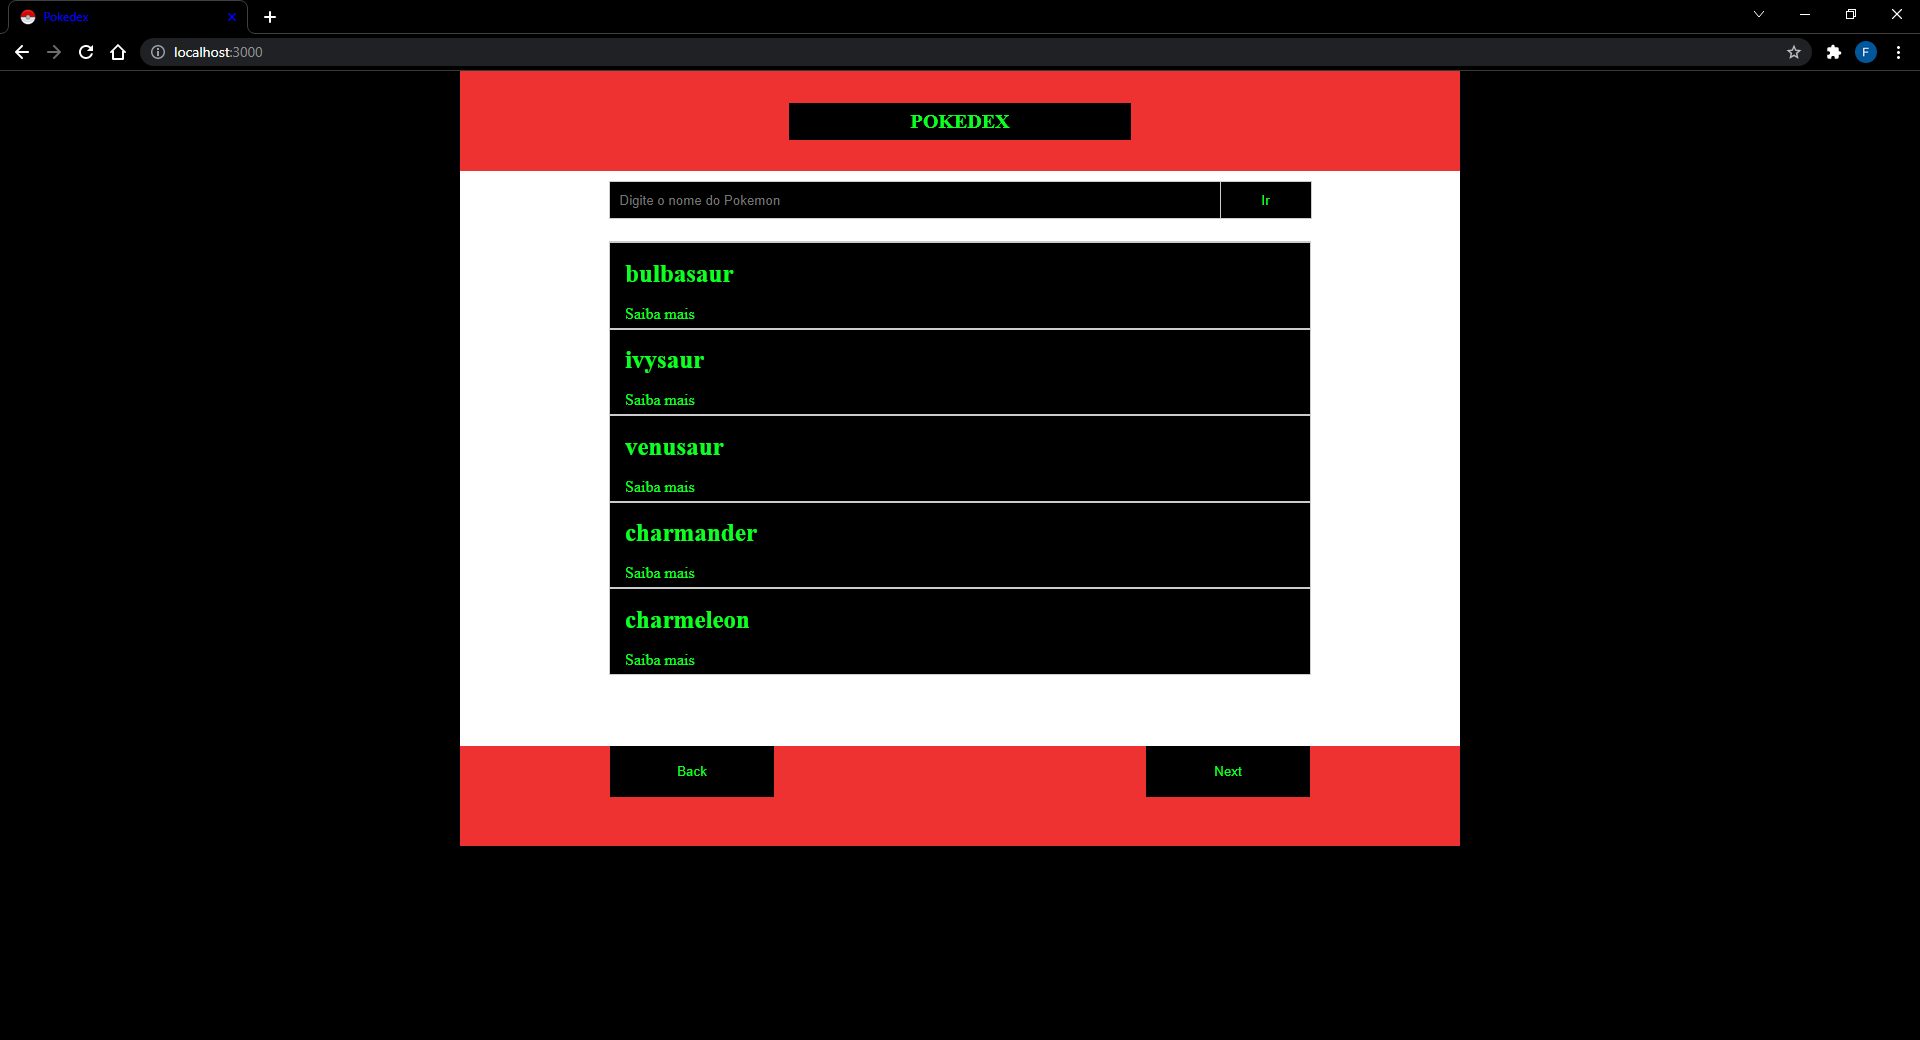 Pokedex
localhost:3000
F
POKEDEX
Digite o nome do Pokemon
Ir
bulbasaur
Saiba mais
ivysaur
Saiba mais
venusaur
Saiba mais
charmander
Saiba mais
charmeleon
Saiba mais
Back
Next